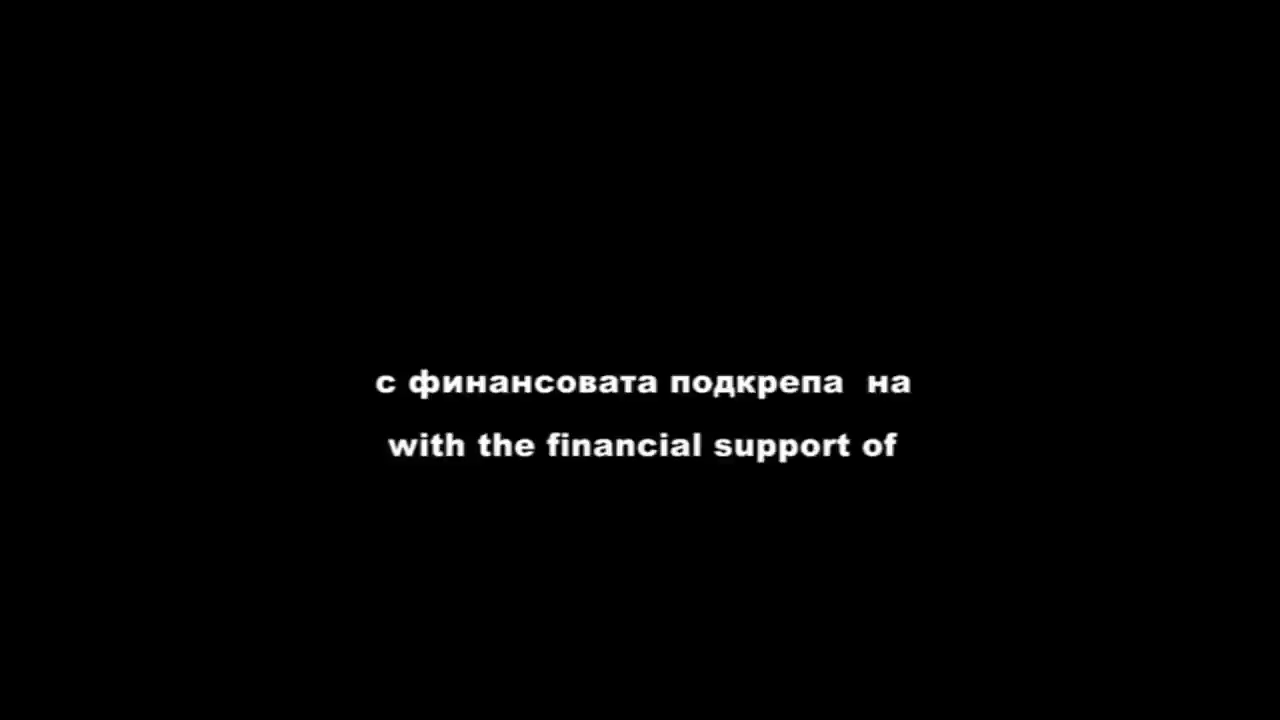 с финансовата подкрепа  на
with the financial support of